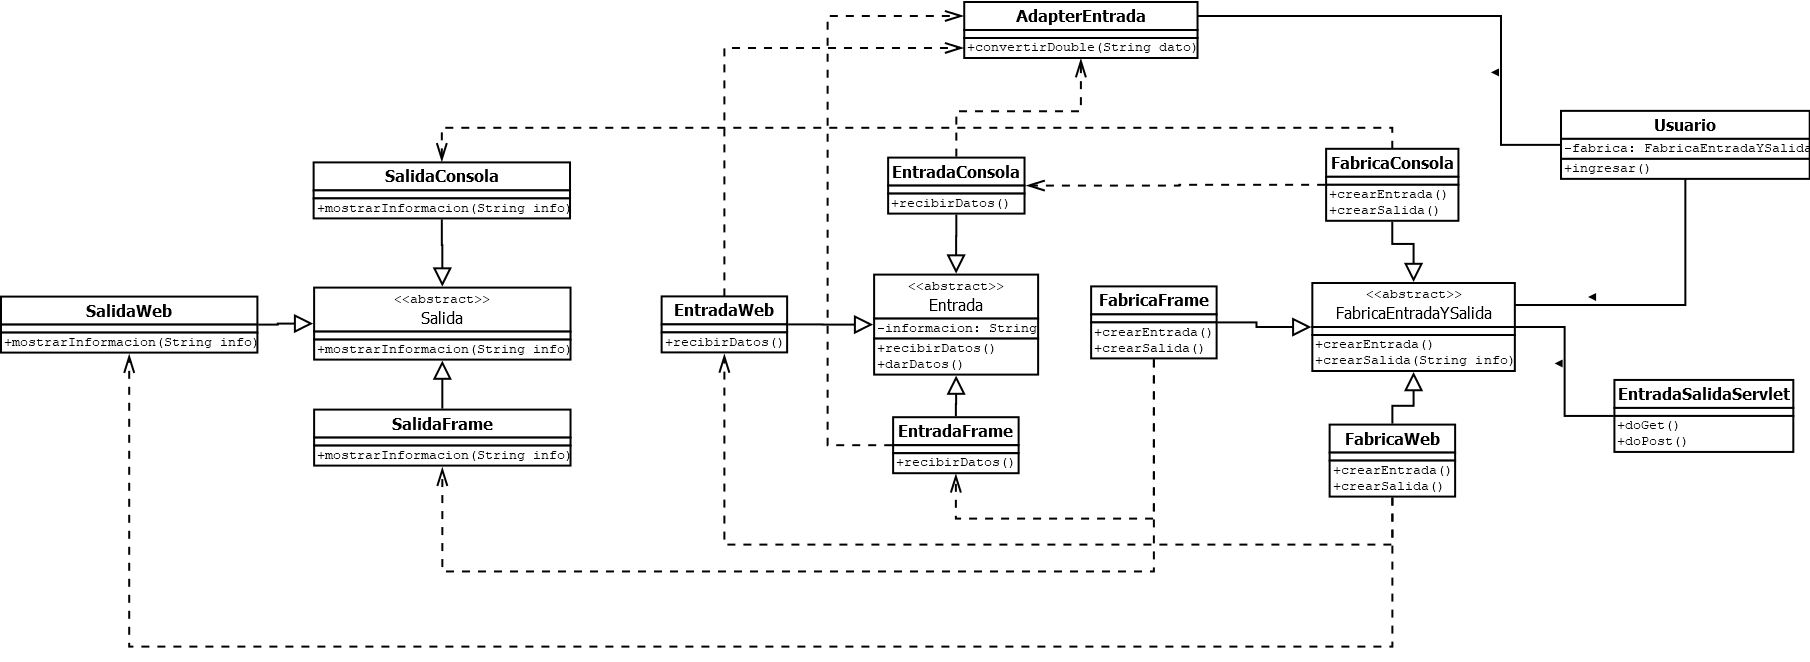 AdapterEntrada
+convertirDouble(String dato)
Usuario
-fabrica: FabricaEntradaYSalida
+ingresar()
SalidaConsola
+mostrarInformacion(String info)
EntradaConsola
+recibirDatos()
FabricaConsola
+crearEntrada()
+crearSalida()
SalidaWeb
+mostrarInformacion(String info)
<<abstract>>
Salida
+mostrarInformacion(String info)
EntradaWeb
+recibirDatos()
<<abstract>>
Entrada
-informacion: String
+recibirDatos()
+darDatos()
FabricaFrame
+crearEntrada()
+crearSalida()
<<abstract>>
FabricaEntradaYSalida
+crearEntrada()
+crearSalida(String info)
EntradaSalidaServlet
+doGet()
+doPost()
SalidaFrame
+mostrarInformacion(String info)
EntradaFrame
+recibirDatos()
FabricaWeb
+crearEntrada()
+crearSalida()